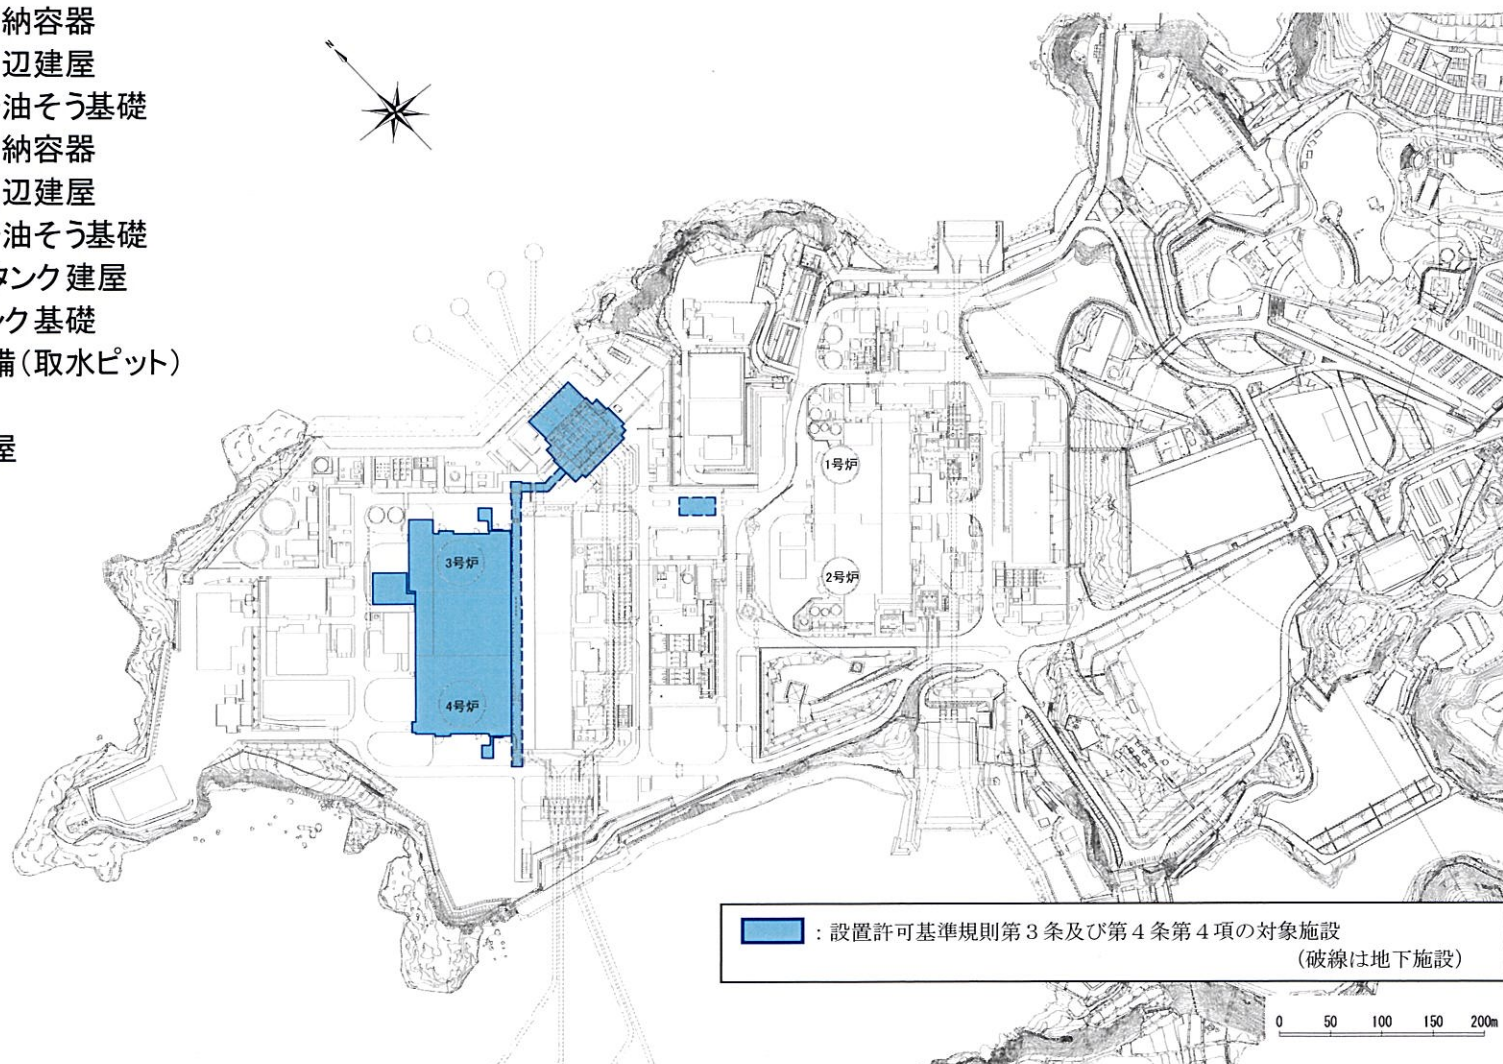 納容器
辺建屋
油そう基礎
納容器
辺建屋
油そう基礎
タンク建屋
ック基礎
備(取水ピット)
屋
N
1号炉
2号炉
3号炉
4号炉
:設置許可基準規則第3条及び第4条第4項の対象施設
(破線は地下施設)
0 50 100 150 200m